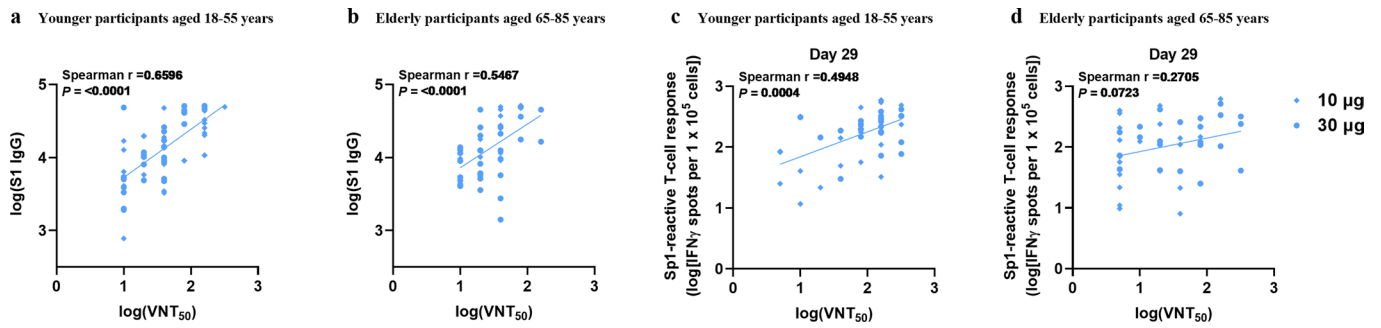 a Younger participants aged 18-55 years
Spearman r =0.6596
P = <0.0001
log(S1 IgG)
5
4
3
0
1
2
3
log(VNT50)
b Elderly participants aged 65-85 years
Spearman r =0.5467
P = <0.0001
log(S1 IgG)
5
4
3
0
1
2
3
log(VNT50)
c Younger participants aged 18-55 years
Day 29
Spearman r =0.4948
P = 0.0004
Sp1-reactive T-cell response
(log[IFNγ spots per 1 x 10⁵ cells])
3
2
1
0
0
1
2
3
log(VNT50)
d Elderly participants aged 65-85 years
Day 29
Spearman r =0.2705
P = 0.0723
Sp1-reactive T-cell response
(log[IFNγ spots per 1 x 10⁵ cells])
3
2
1
0
0
1
2
3
log(VNT50)
10 μg
30 μg